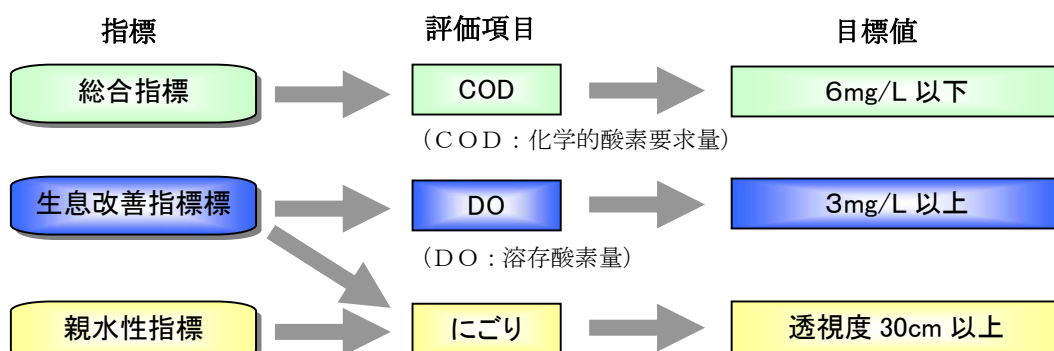 指標 評価項目 目標値
総合指標 COD 6mg/L 以下
（ＣＯＤ：化学的酸素要求量）
生息改善指標標 DO 3mg/L 以上
（ＤＯ：溶存酸素量）
親水性指標 にごり 透視度 30cm 以上